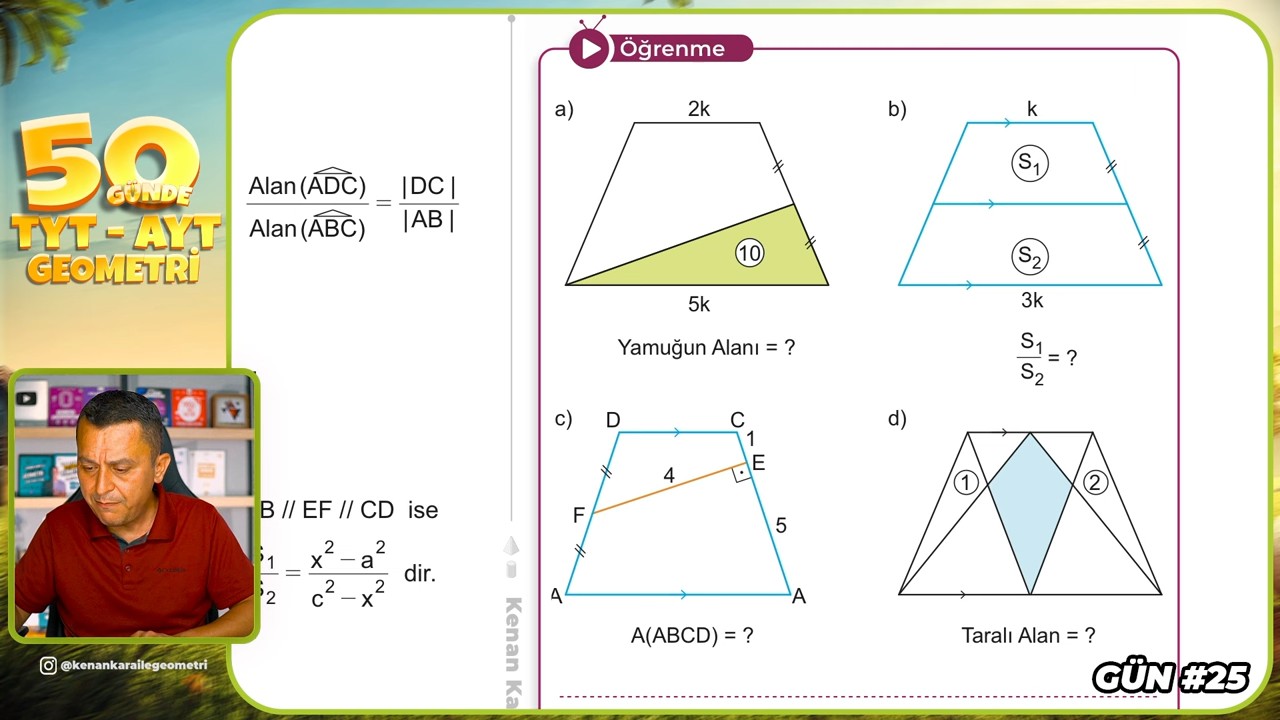 50
GÜNDE
TYT - AYT
GEOMETRİ
Alan(ADC) / Alan(ABC) = |DC| / |AB|
B // EF // CD ise
S1 / S2 = x² – a² / c² – x² dir.
@kenankarailegeometri
Kenan Ka
Öğrenme
a)
2k
10
5k
Yamuğun Alanı = ?
b)
k
S1
S2
3k
S1 / S2 = ?
c)
D
C
1
4
E
F
5
A
A
A(ABCD) = ?
d)
1
2
Taralı Alan = ?
GÜN #25